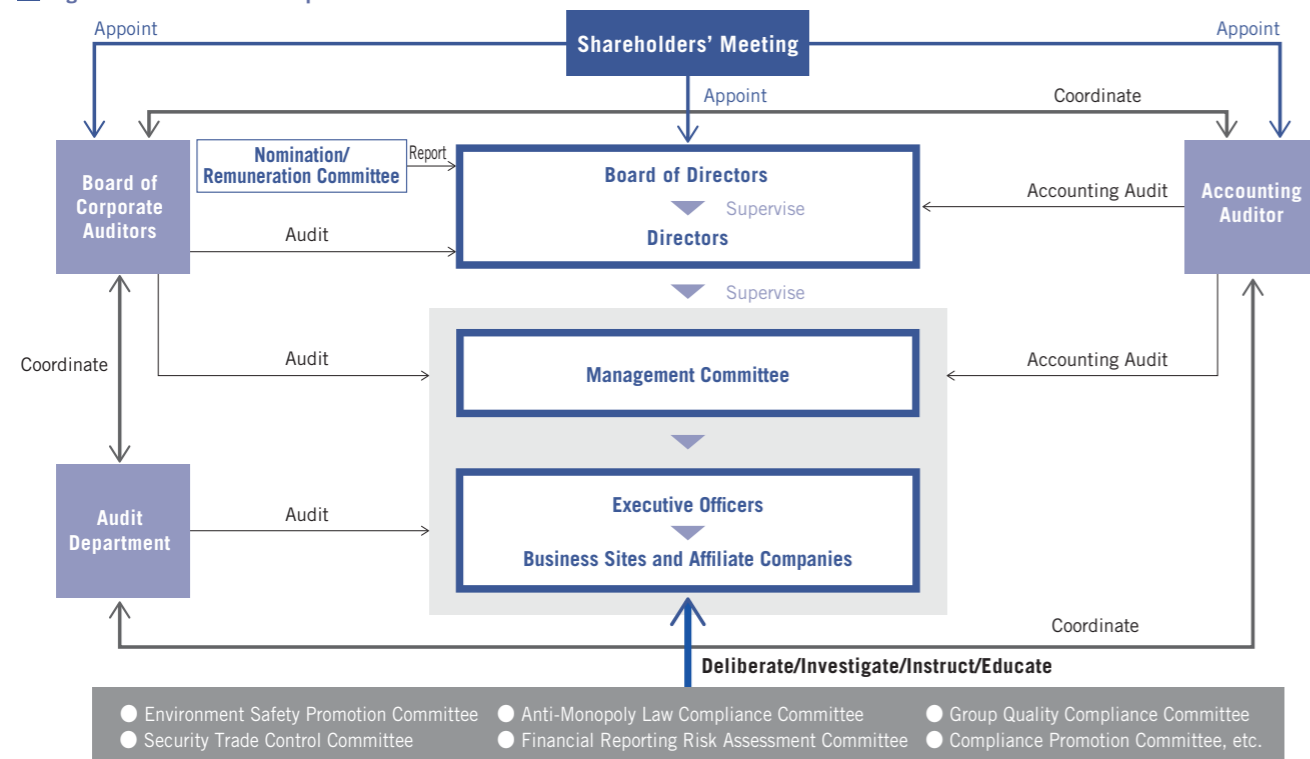 Appoint
Shareholders' Meeting
Appoint
Appoint
Coordinate
Nomination/
Remuneration Committee
Report
Board of
Corporate
Auditors
Board of Directors
Supervise
Directors
Accounting Audit
Accounting
Auditor
Audit
Supervise
Coordinate
Audit
Management Committee
Accounting Audit
Audit
Department
Audit
Executive Officers
Business Sites and Affiliate Companies
Coordinate
Deliberate/Investigate/Instruct/Educate
Environment Safety Promotion Committee
Anti-Monopoly Law Compliance Committee
Group Quality Compliance Committee
Security Trade Control Committee
Financial Reporting Risk Assessment Committee
Compliance Promotion Committee, etc.